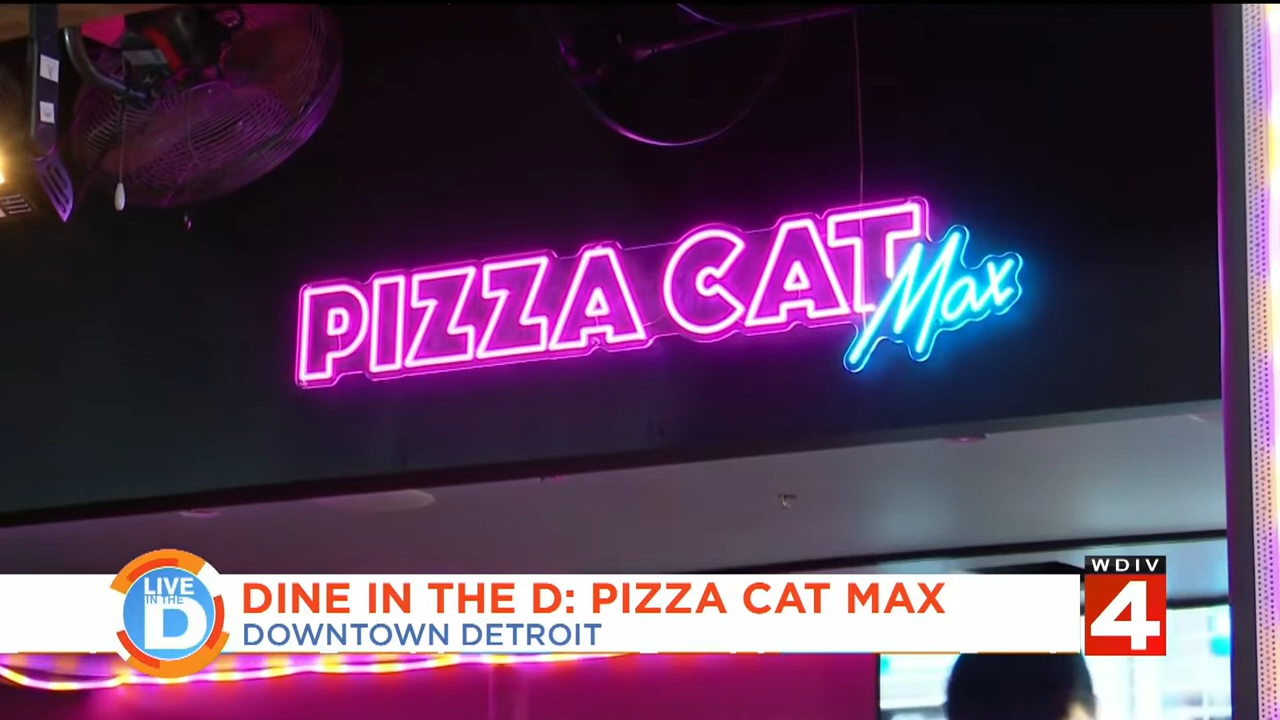 PIZZA CAT Max
LIVE
IN THE
D
DINE IN THE D: PIZZA CAT MAX
DOWNTOWN DETROIT
WDIV
4